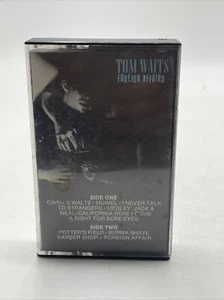 TOM WAITS
FOREIGN AFFAIRS
SIDE ONE
CINNY'S WALTZ • MURIEL • I NEVER TALK
TO STRANGERS • MEDLEY: JACK &
NEAL/CALIFORNIA HERE I COME
A SIGHT FOR SORE EYES
SIDE TWO
POTTER'S FIELD • BURMA SHAVE
BARBER SHOP • FOREIGN AFFAIR